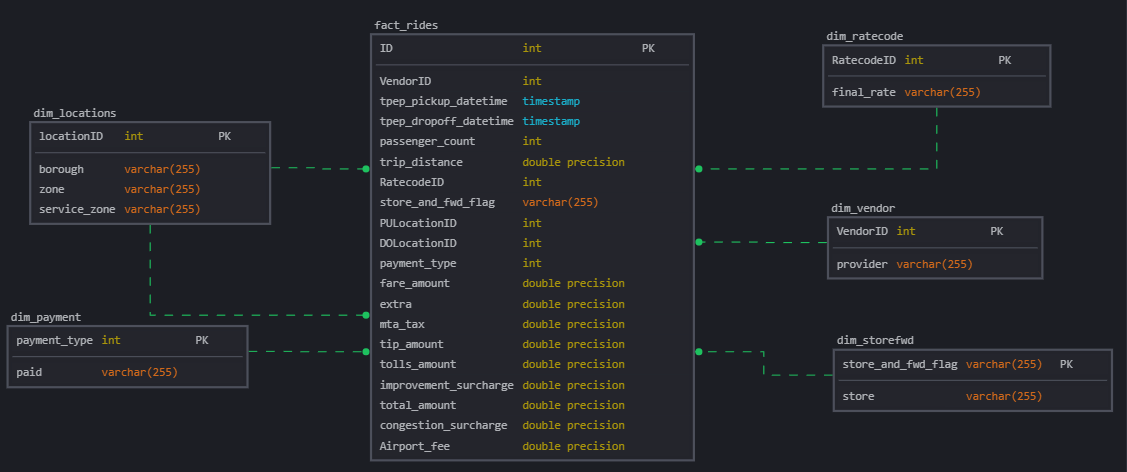 fact_rides
ID int PK
VendorID int
tpep_pickup_datetime timestamp
tpep_dropoff_datetime timestamp
passenger_count int
trip_distance double precision
RatecodeID int
store_and_fwd_flag varchar(255)
PULocationID int
DOLocationID int
payment_type int
fare_amount double precision
extra double precision
mta_tax double precision
tip_amount double precision
tolls_amount double precision
improvement_surcharge double precision
total_amount double precision
congestion_surcharge double precision
Airport_fee double precision
dim_locations
locationID int PK
borough varchar(255)
zone varchar(255)
service_zone varchar(255)
dim_payment
payment_type int PK
paid varchar(255)
dim_ratecode
RatecodeID int PK
final_rate varchar(255)
dim_vendor
VendorID int PK
provider varchar(255)
dim_storefwd
store_and_fwd_flag varchar(255) PK
store varchar(255)